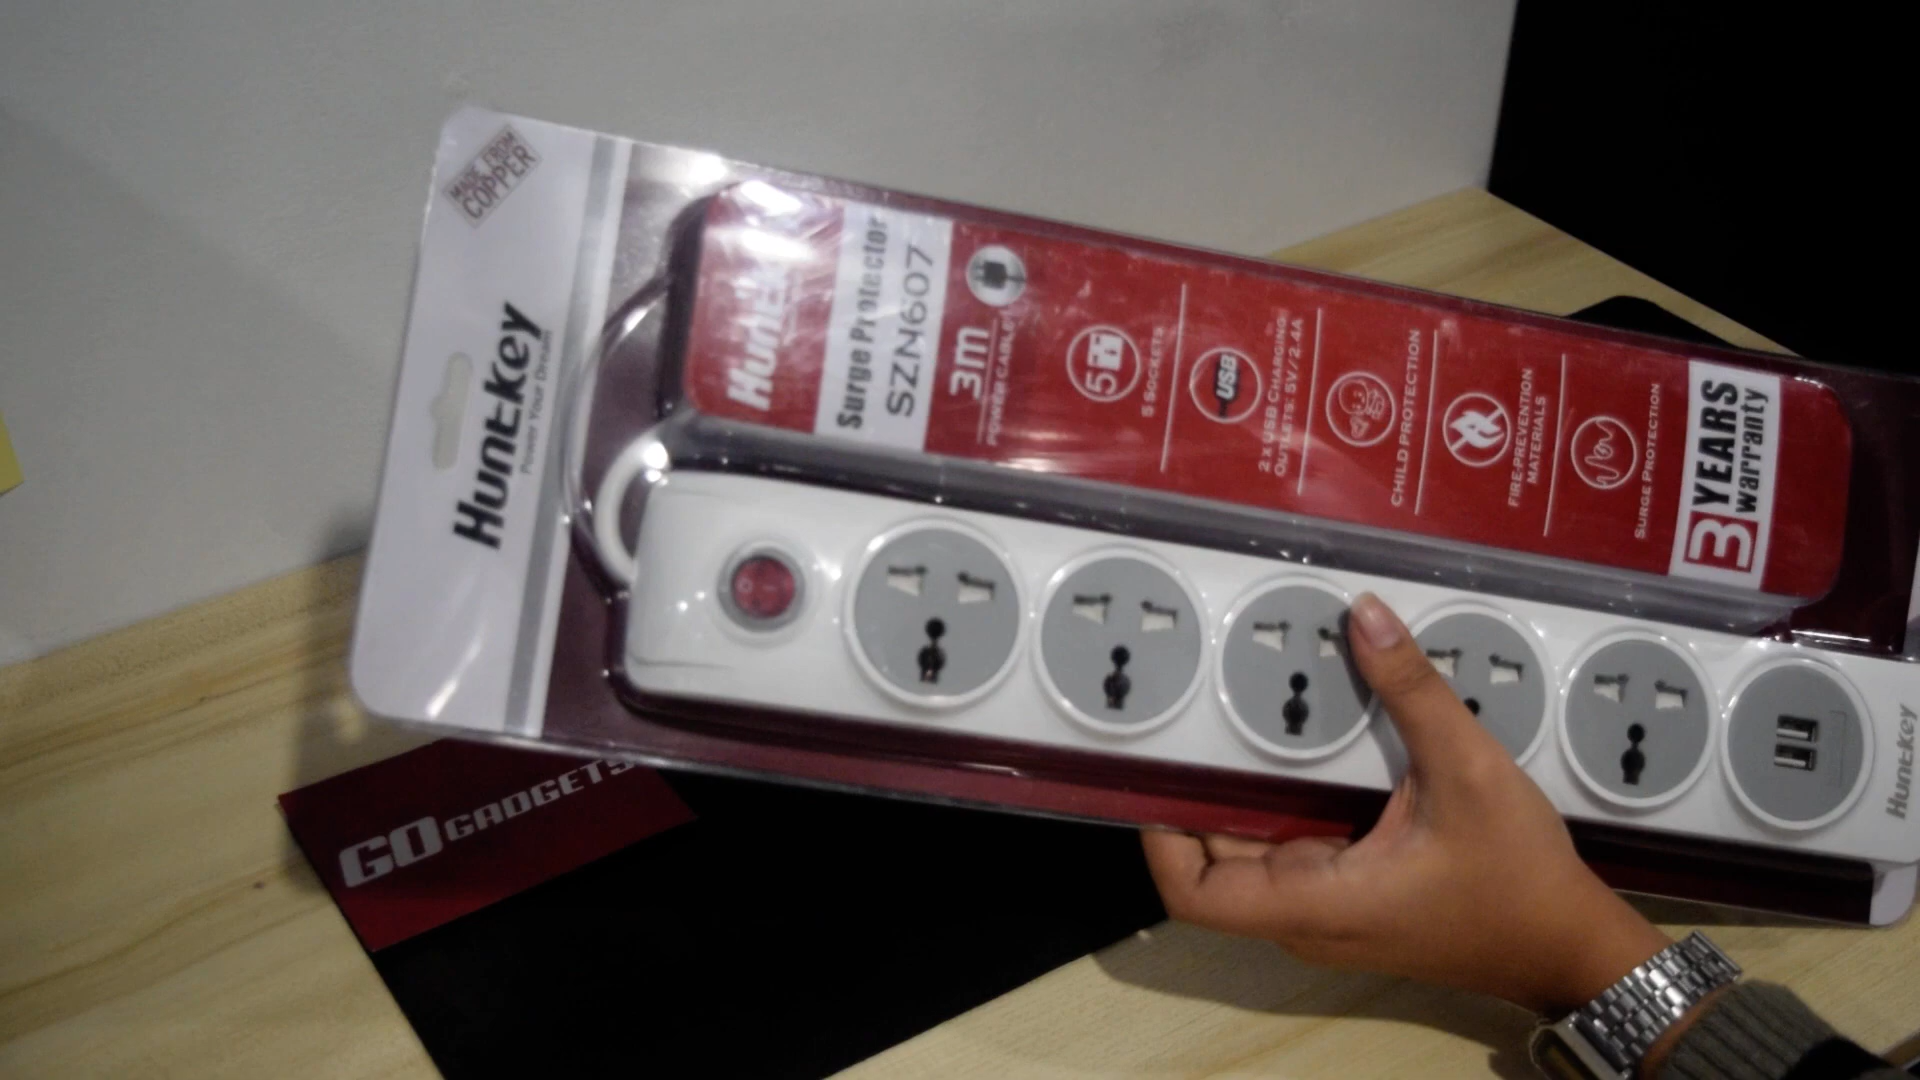 MADE FROM
COPPER
Huntkey
Power Your Dream
Huntkey
Surge Protector
SZN607
3m
POWER CABLE
5
5 SOCKETS
USB
2 x USB CHARGING
OUTLETS: 5V/2.4A
CHILD PROTECTION
FIRE-PREVENTION
MATERIALS
SURGE PROTECTION
3 YEARS
warranty
Huntkey
GO GADGETS